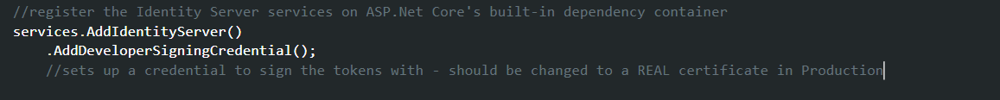 //register the Identity Server services on ASP.Net Core's built-in dependency container
services.AddIdentityServer()
    .AddDeveloperSigningCredential();
    //sets up a credential to sign the tokens with - should be changed to a REAL certificate in Production